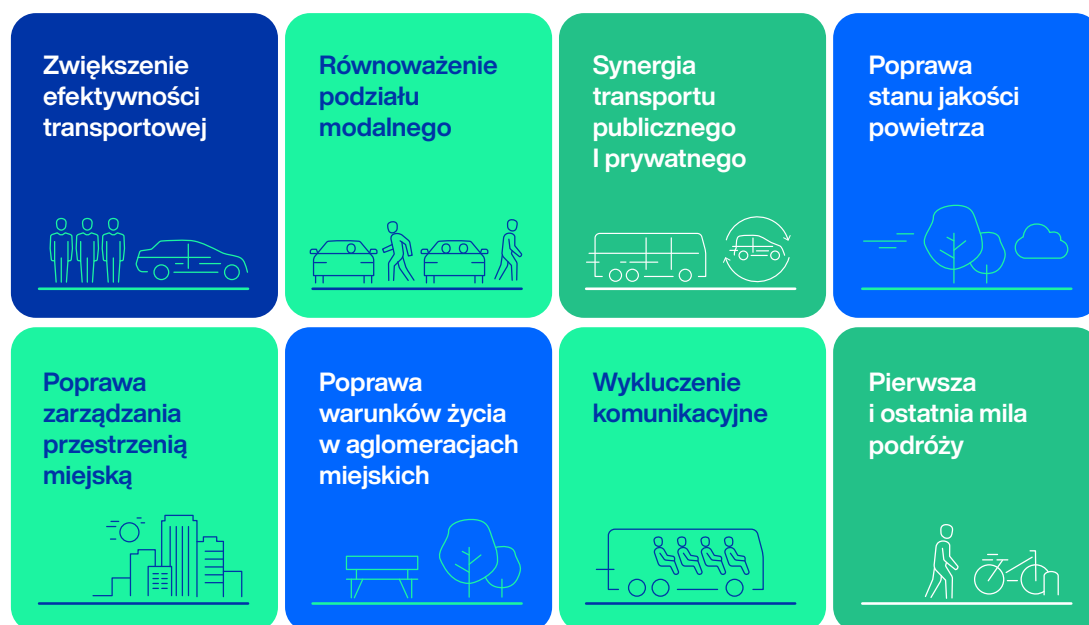 Zwiększenie
efektywności
transportowej
Równoważenie
podziału
modalnego
Synergia
transportu
publicznego
I prywatnego
Poprawa
stanu jakości
powietrza
Poprawa
zarządzania
przestrzenią
miejską
Poprawa
warunków życia
w aglomeracjach
miejskich
Wykluczenie
komunikacyjne
Pierwsza
i ostatnia mila
podróży